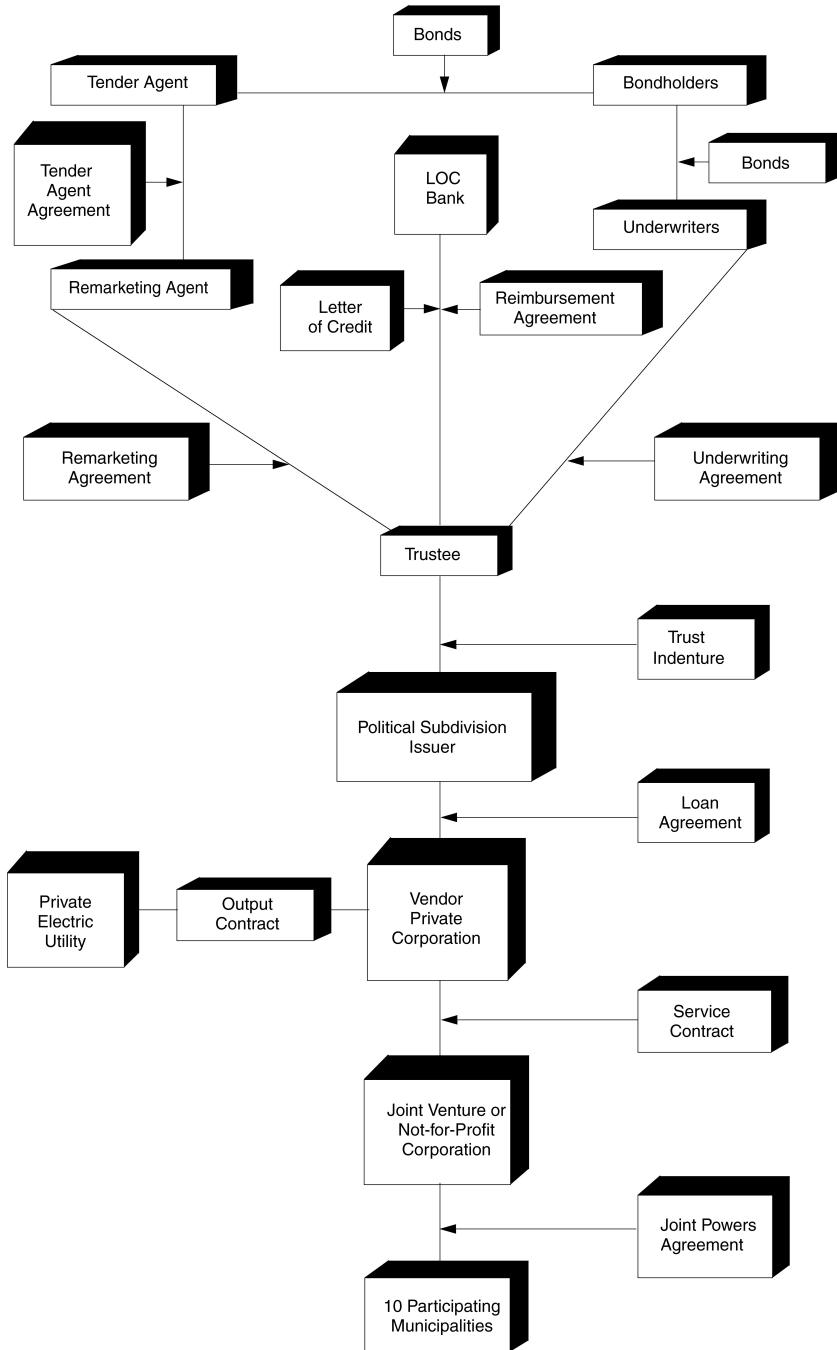 Bonds
Tender Agent
Bondholders
Tender
Agent
Agreement
LOC
Bank
Bonds
Underwriters
Remarketing Agent
Letter
of Credit
Reimbursement
Agreement
Remarketing
Agreement
Underwriting
Agreement
Trustee
Trust
Indenture
Political Subdivision
Issuer
Loan
Agreement
Private
Electric
Utility
Output
Contract
Vendor
Private
Corporation
Service
Contract
Joint Venture or
Not-for-Profit
Corporation
Joint Powers
Agreement
10 Participating
Municipalities